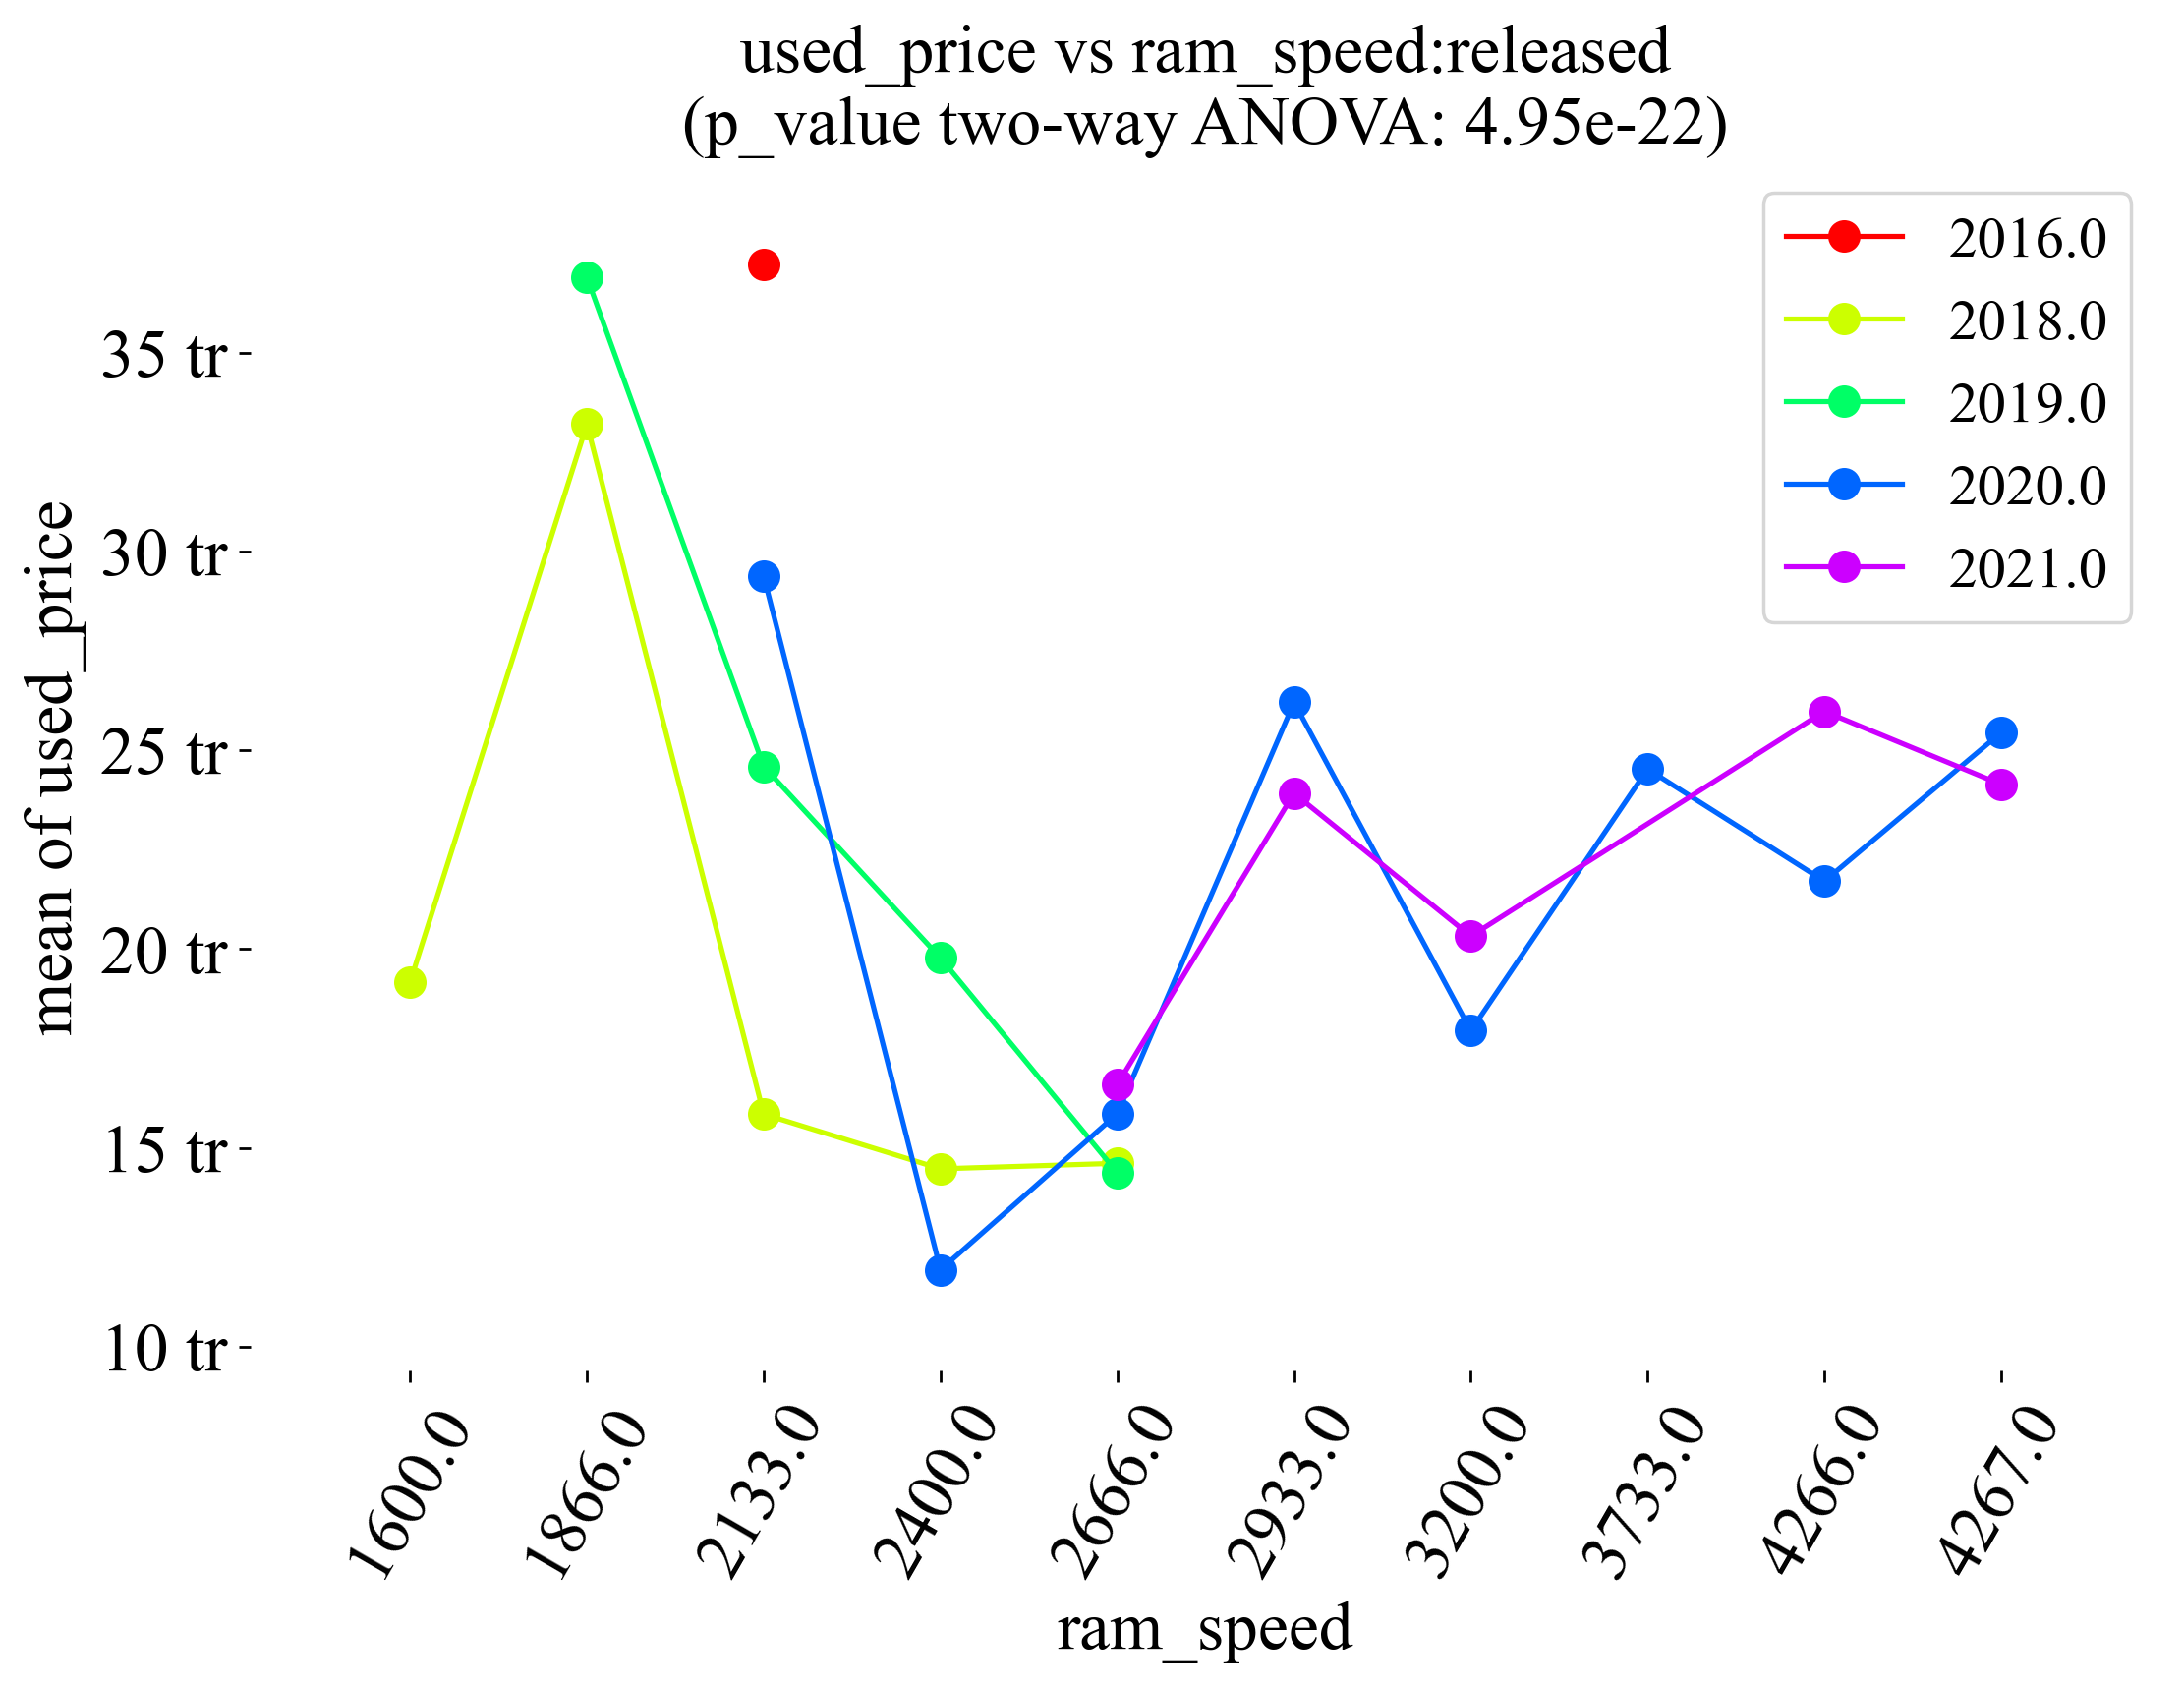 used_price vs ram_speed:released
(p_value two-way ANOVA: 4.95e-22)
2016.0
2018.0
2019.0
2020.0
2021.0
mean of used_price
35 tr
30 tr
25 tr
20 tr
15 tr
10 tr
1600.0
1866.0
2133.0
2400.0
2666.0
2933.0
3200.0
3733.0
4266.0
4267.0
ram_speed